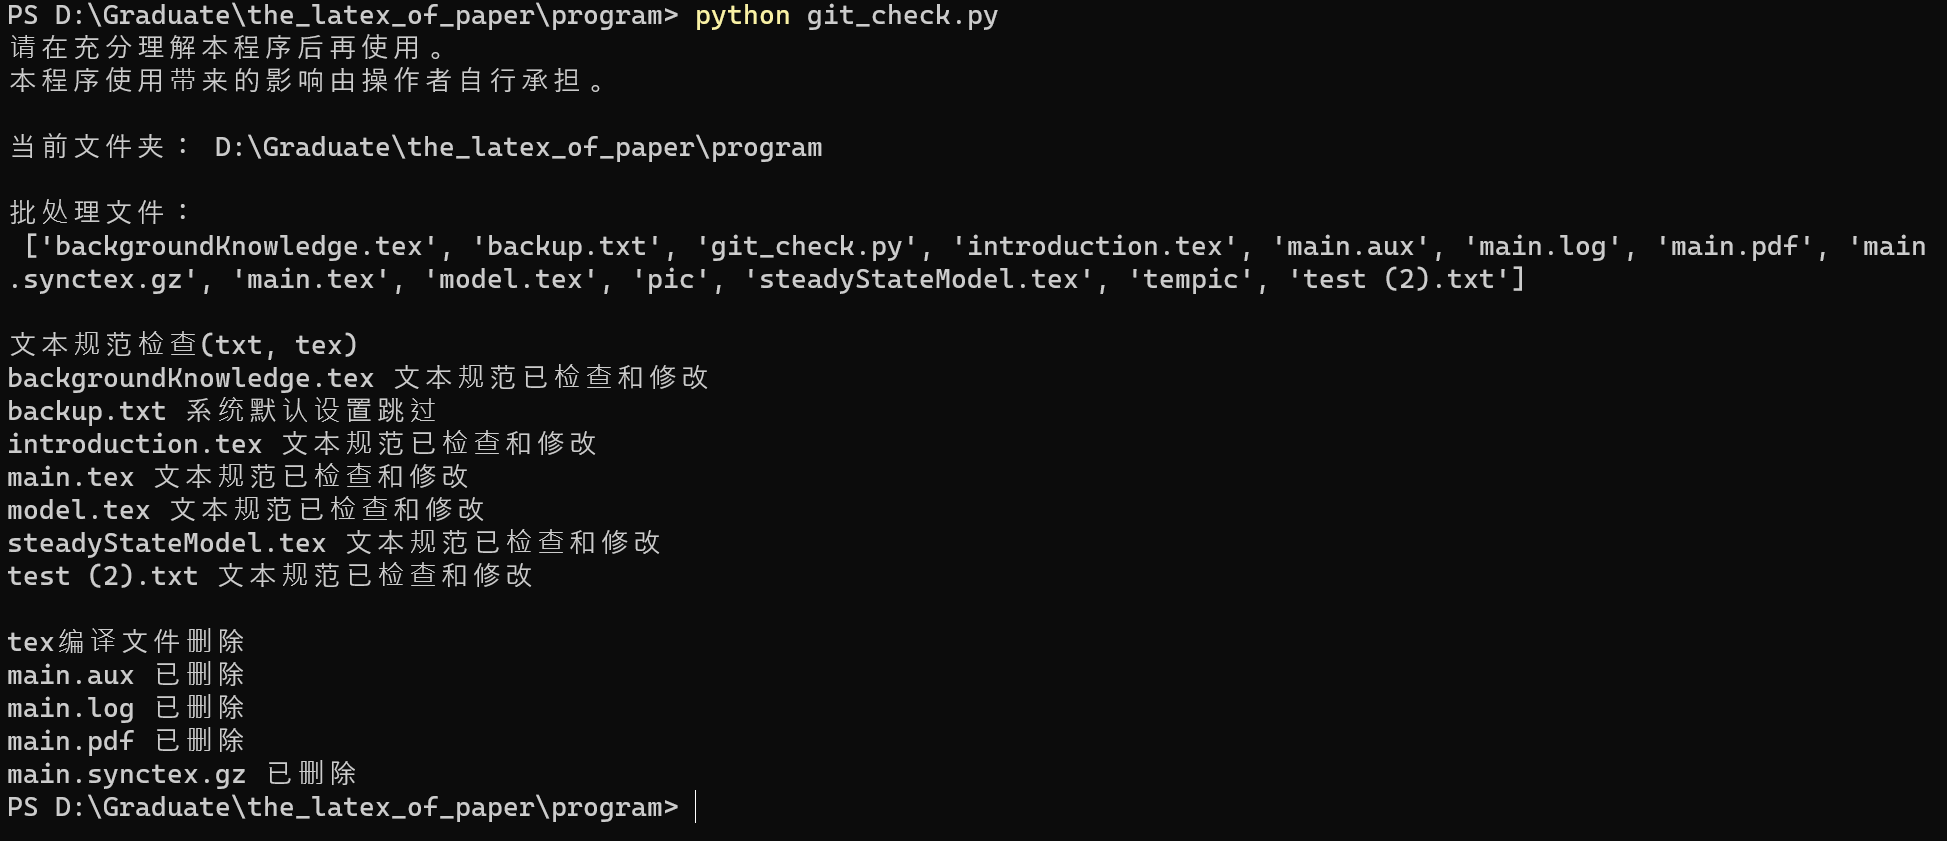 PS D:\Graduate\the_latex_of_paper\program> python git_check.py
请在充分理解本程序后再使用。
本程序使用带来的影响由操作者自行承担。
当前文件夹： D:\Graduate\the_latex_of_paper\program
批处理文件：
['backgroundKnowledge.tex', 'backup.txt', 'git_check.py', 'introduction.tex', 'main.aux', 'main.log', 'main.pdf', 'main
.synctex.gz', 'main.tex', 'model.tex', 'pic', 'steadyStateModel.tex', 'tempic', 'test (2).txt']
文本规范检查(txt, tex)
backgroundKnowledge.tex 文本规范已检查和修改
backup.txt 系统默认设置跳过
introduction.tex 文本规范已检查和修改
main.tex 文本规范已检查和修改
model.tex 文本规范已检查和修改
steadyStateModel.tex 文本规范已检查和修改
test (2).txt 文本规范已检查和修改
tex编译文件删除
main.aux 已删除
main.log 已删除
main.pdf 已删除
main.synctex.gz 已删除
PS D:\Graduate\the_latex_of_paper\program>